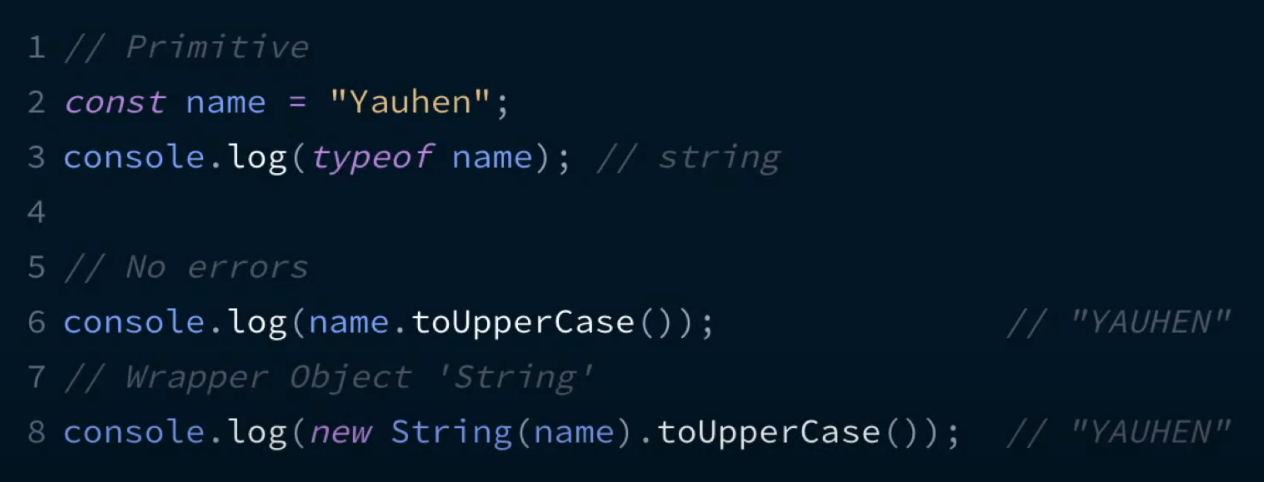 1 // Primitive
2 const name = "Yauhen";
3 console.log(typeof name); // string
4
5 // No errors
6 console.log(name.toUpperCase()); // "YAUHEN"
7 // Wrapper Object 'String'
8 console.log(new String(name).toUpperCase()); // "YAUHEN"